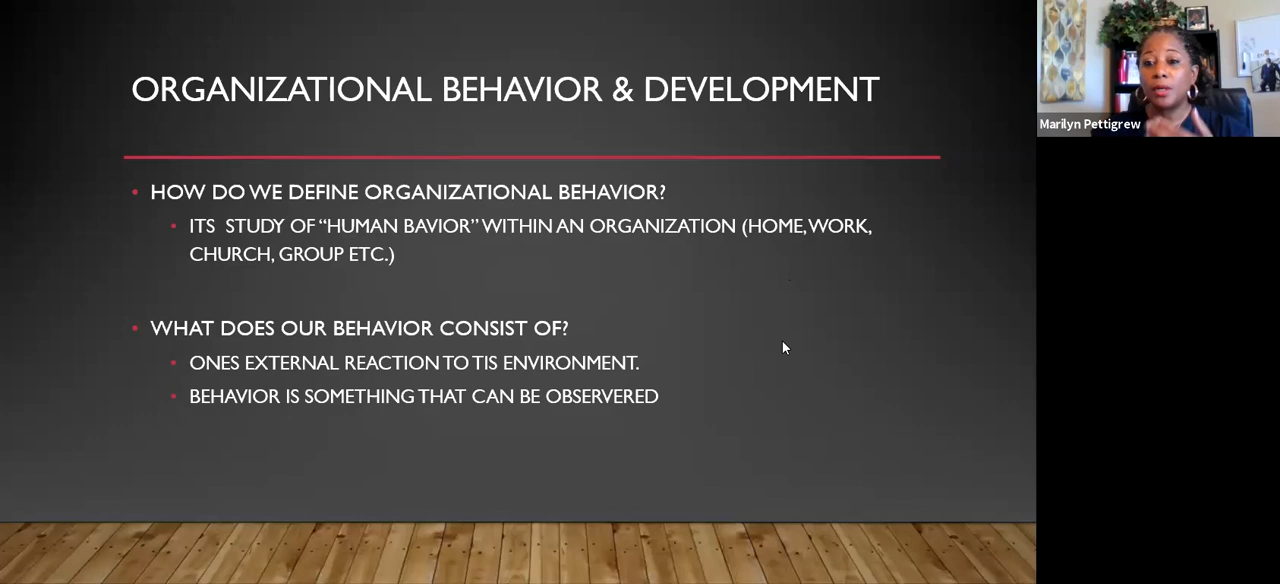 ORGANIZATIONAL BEHAVIOR & DEVELOPMENT
• HOW DO WE DEFINE ORGANIZATIONAL BEHAVIOR?
• ITS STUDY OF “HUMAN BAVIOR” WITHIN AN ORGANIZATION (HOME, WORK,
CHURCH, GROUP ETC.)
• WHAT DOES OUR BEHAVIOR CONSIST OF?
• ONES EXTERNAL REACTION TO TIS ENVIRONMENT.
• BEHAVIOR IS SOMETHING THAT CAN BE OBSERVERED
Marilyn Pettigrew